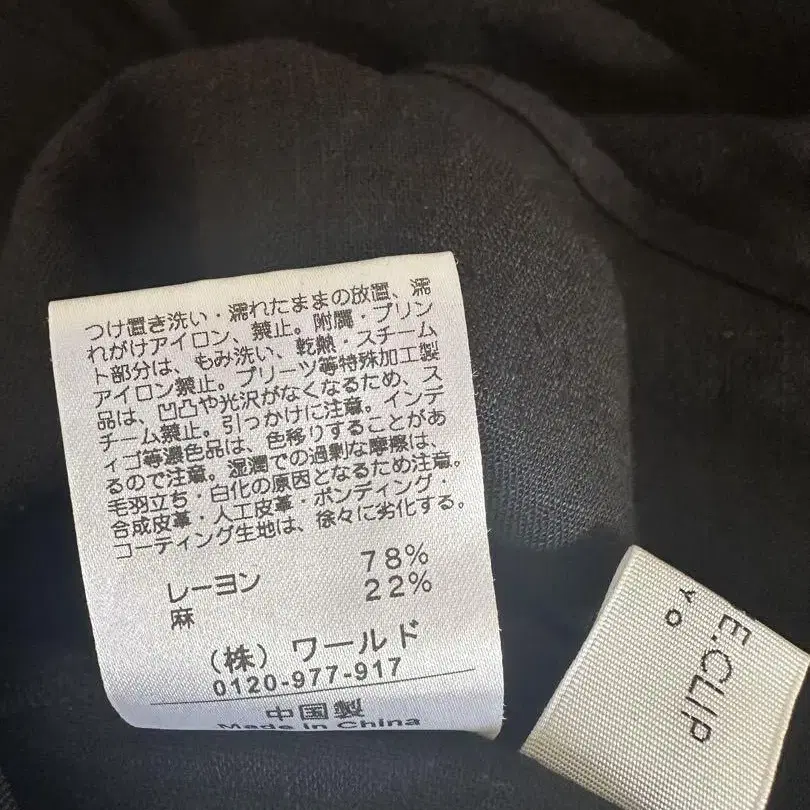 つけ置き洗い・濡れたままの放置、濡
れがけアイロン、禁止。附属・プリン
ト部分は、もみ洗い、乾熱・スチーム
アイロン禁止。プリーツ等特殊加工製
品は、凹凸や光沢がなくなるため、ス
チーム禁止。引っかけに注意。インデ
ィゴ等濃色品は、色移りすることがあ
るので注意。湿潤での過剰な摩擦は、
毛羽立ち・白化の原因となるため注意。
合成皮革・人工皮革・ボンディング・
コーティング生地は、徐々に劣化する。
レーヨン 78%
麻 22%
(株) ワールド
0120-977-917
中国製
Made in China
E.CLIP
YO